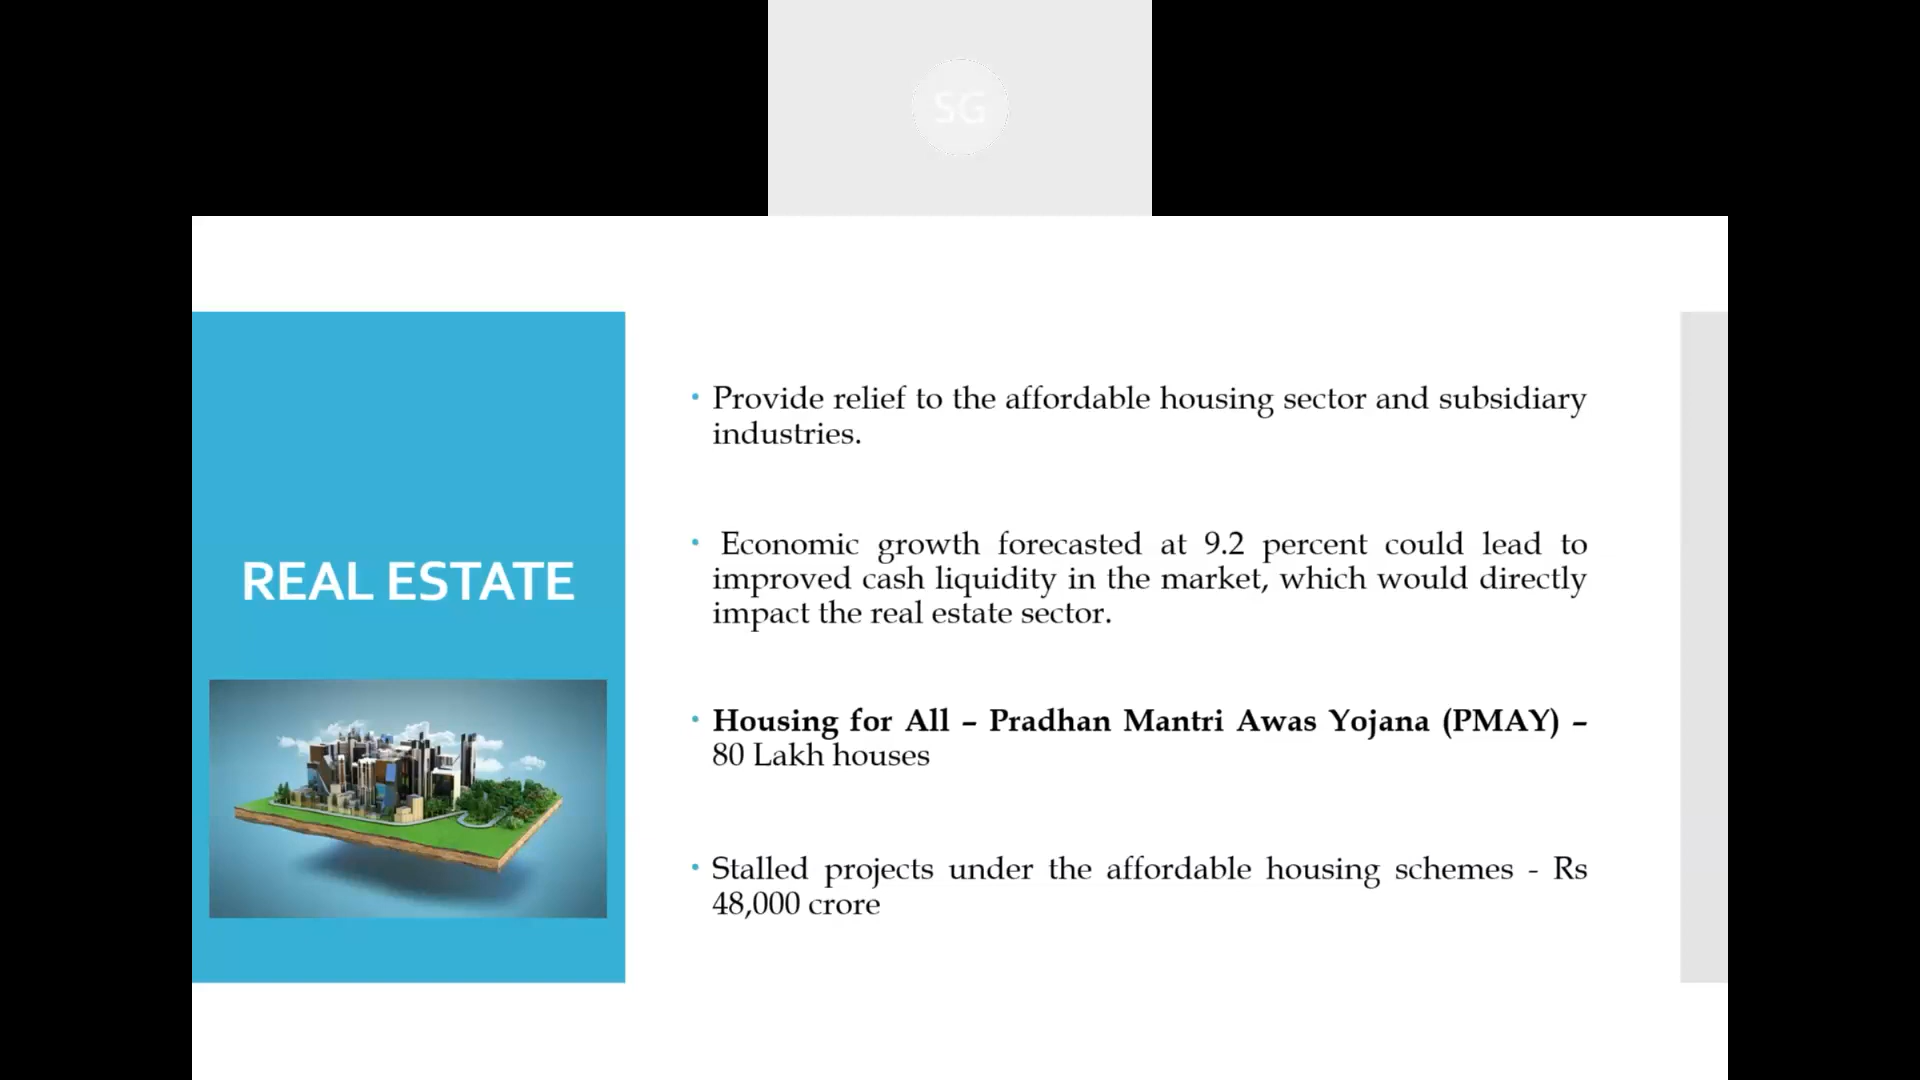 SG
REAL ESTATE
• Provide relief to the affordable housing sector and subsidiary
industries.
• Economic growth forecasted at 9.2 percent could lead to
improved cash liquidity in the market, which would directly
impact the real estate sector.
• Housing for All – Pradhan Mantri Awas Yojana (PMAY) –
80 Lakh houses
• Stalled projects under the affordable housing schemes - Rs
48,000 crore